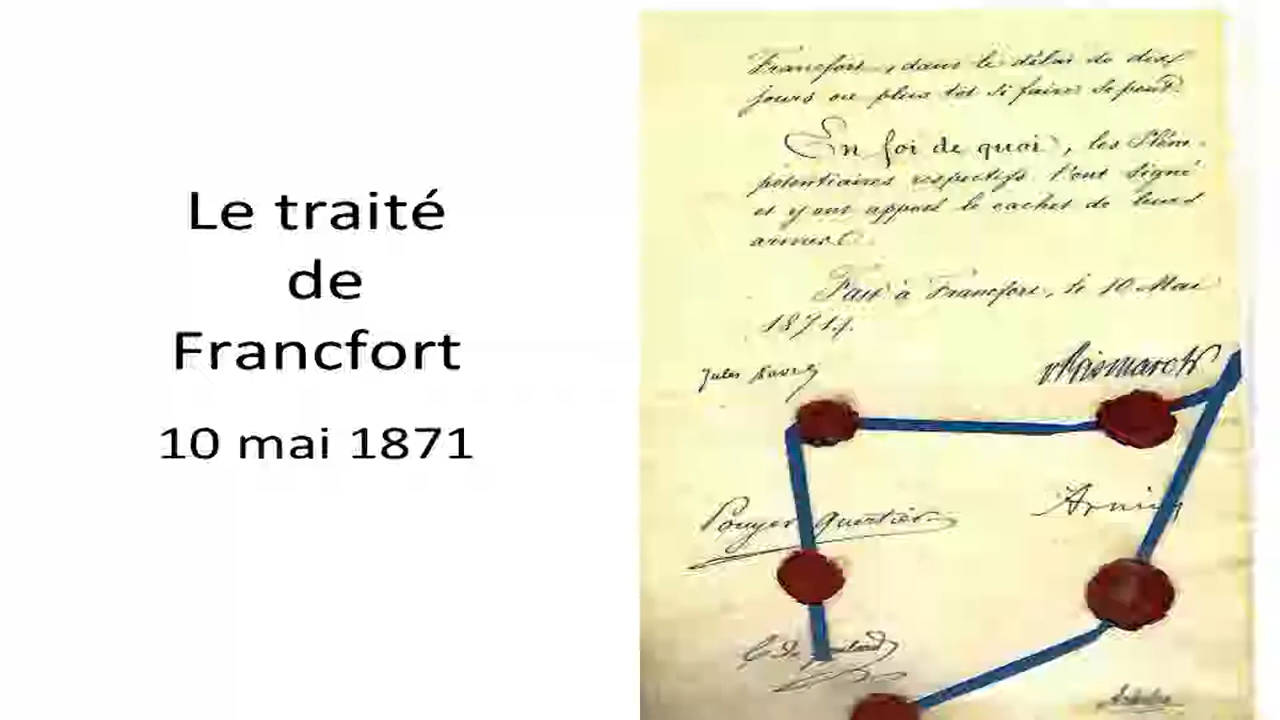 Le traité
de
Francfort
10 mai 1871
Francfort, dans le délai de dix
jours ou plus tôt si faire se peut.
En foi de quoi, les Pléni-
potentiaires respectifs l'ont signé
et y ont apposé le cachet de leurs
armes.
Fait à Francfort, le 10 Mai
1871.
Jules Favre
v Bismarck
Pouyer Quertier
Arnim